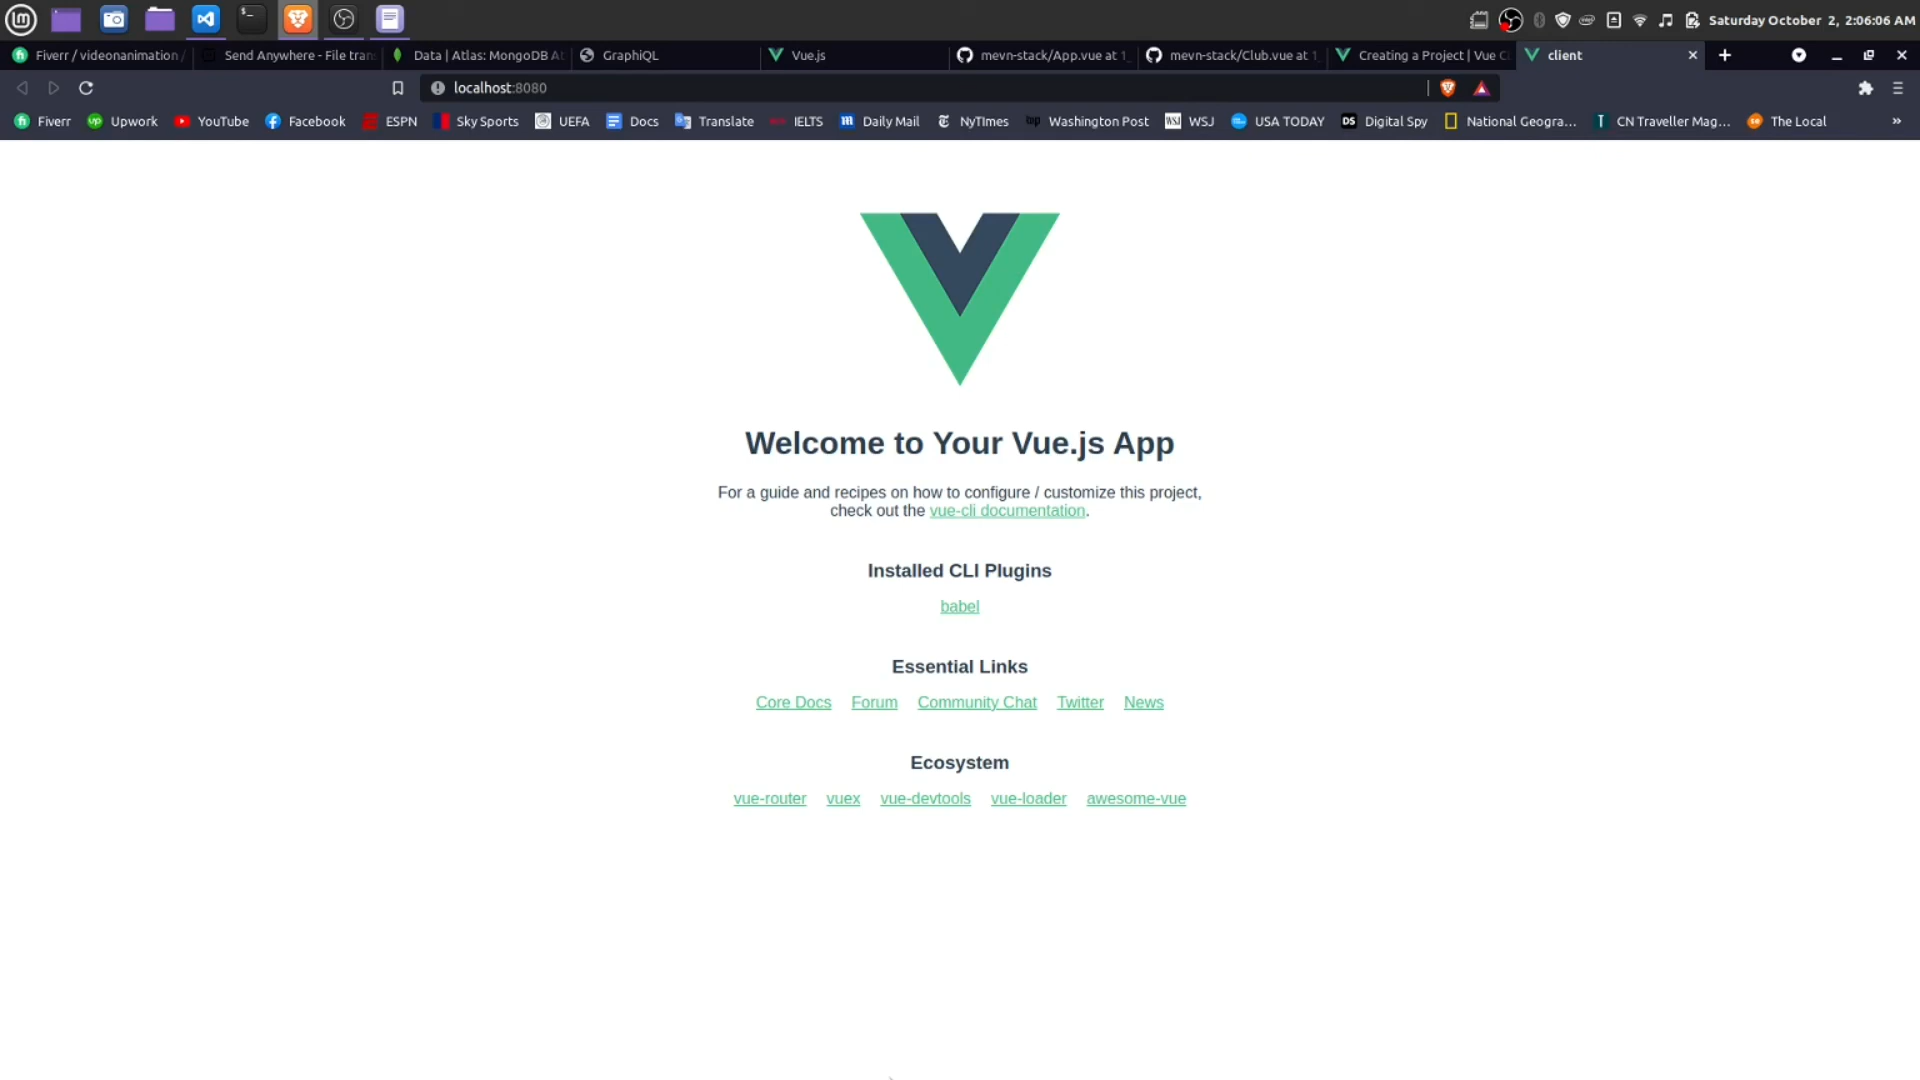 Saturday October 2, 2:06:06 AM
Fiverr / videonanimation /
Send Anywhere - File tran
Data | Atlas: MongoDB At
GraphiQL
Vue.js
mevn-stack/App.vue at 1
mevn-stack/Club.vue at 1
Creating a Project | Vue C
client
localhost:8080
Fiverr
Upwork
YouTube
Facebook
ESPN
Sky Sports
UEFA
Docs
Translate
IELTS
Daily Mail
NyTImes
Washington Post
WSJ
USA TODAY
Digital Spy
National Geogra...
CN Traveller Mag...
The Local
Welcome to Your Vue.js App
For a guide and recipes on how to configure / customize this project,
check out the vue-cli documentation.
Installed CLI Plugins
babel
Essential Links
Core Docs Forum Community Chat Twitter News
Ecosystem
vue-router vuex vue-devtools vue-loader awesome-vue